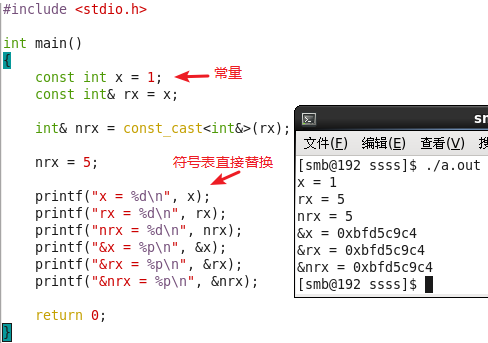 #include <stdio.h>
int main()
{
const int x = 1;
常量
const int& rx = x;
int& nrx = const_cast<int&>(rx);
nrx = 5;
符号表直接替换
printf("x = %d\n", x);
printf("rx = %d\n", rx);
printf("nrx = %d\n", nrx);
printf("&x = %p\n", &x);
printf("&rx = %p\n", &rx);
printf("&nrx = %p\n", &nrx);
return 0;
}
sm
文件(F) 编辑(E) 查看(V) 搜
[smb@192 ssss]$ ./a.out
x = 1
rx = 5
nrx = 5
&x = 0xbfd5c9c4
&rx = 0xbfd5c9c4
&nrx = 0xbfd5c9c4
[smb@192 ssss]$